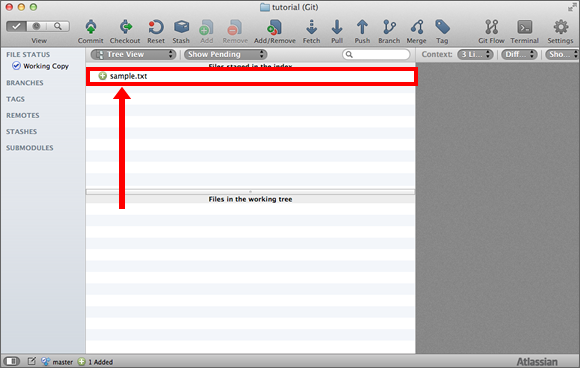 tutorial (Git)
View Commit Checkout Reset Stash Add Remove Add/Remove Fetch Pull Push Branch Merge Tag Git Flow Terminal Settings
FILE STATUS Tree View Show Pending Context: 3 Li... Diff... Sho...
Working Copy
Files staged in the index
sample.txt
BRANCHES
TAGS
REMOTES
STASHES
SUBMODULES
Files in the working tree
master 1 Added Atlassian